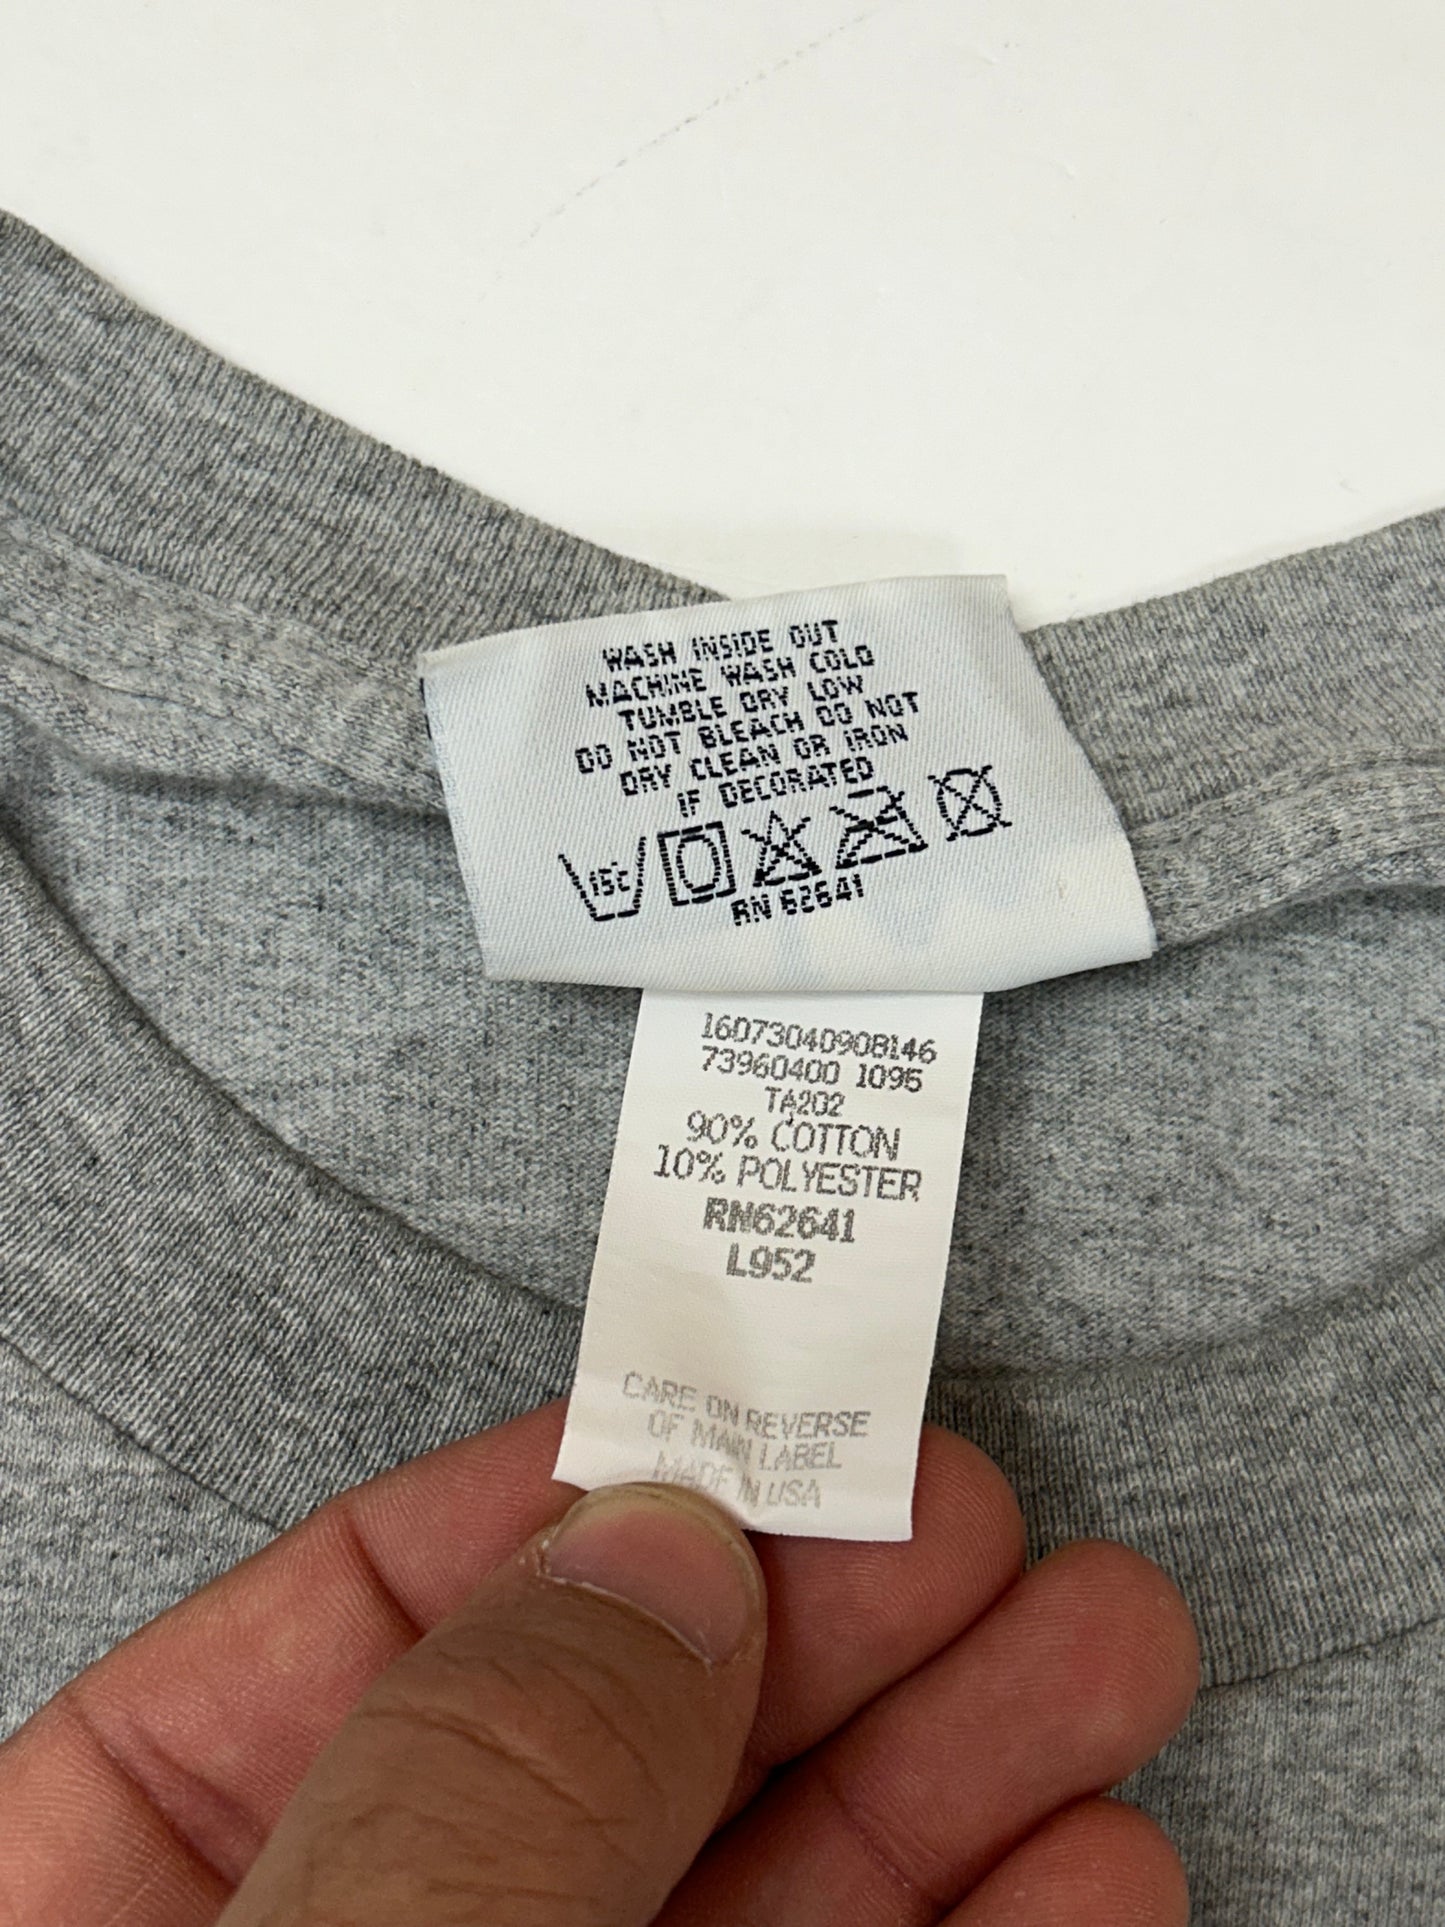 WASH INSIDE OUT
MACHINE WASH COLD
TUMBLE DRY LOW
DO NOT BLEACH DO NOT
DRY CLEAN OR IRON
IF DECORATED
15°C
RN 62641
16073040908146
73960400 1095
TA202
90% COTTON
10% POLYESTER
RN62641
L952
CARE ON REVERSE
OF MAIN LABEL
MADE IN USA